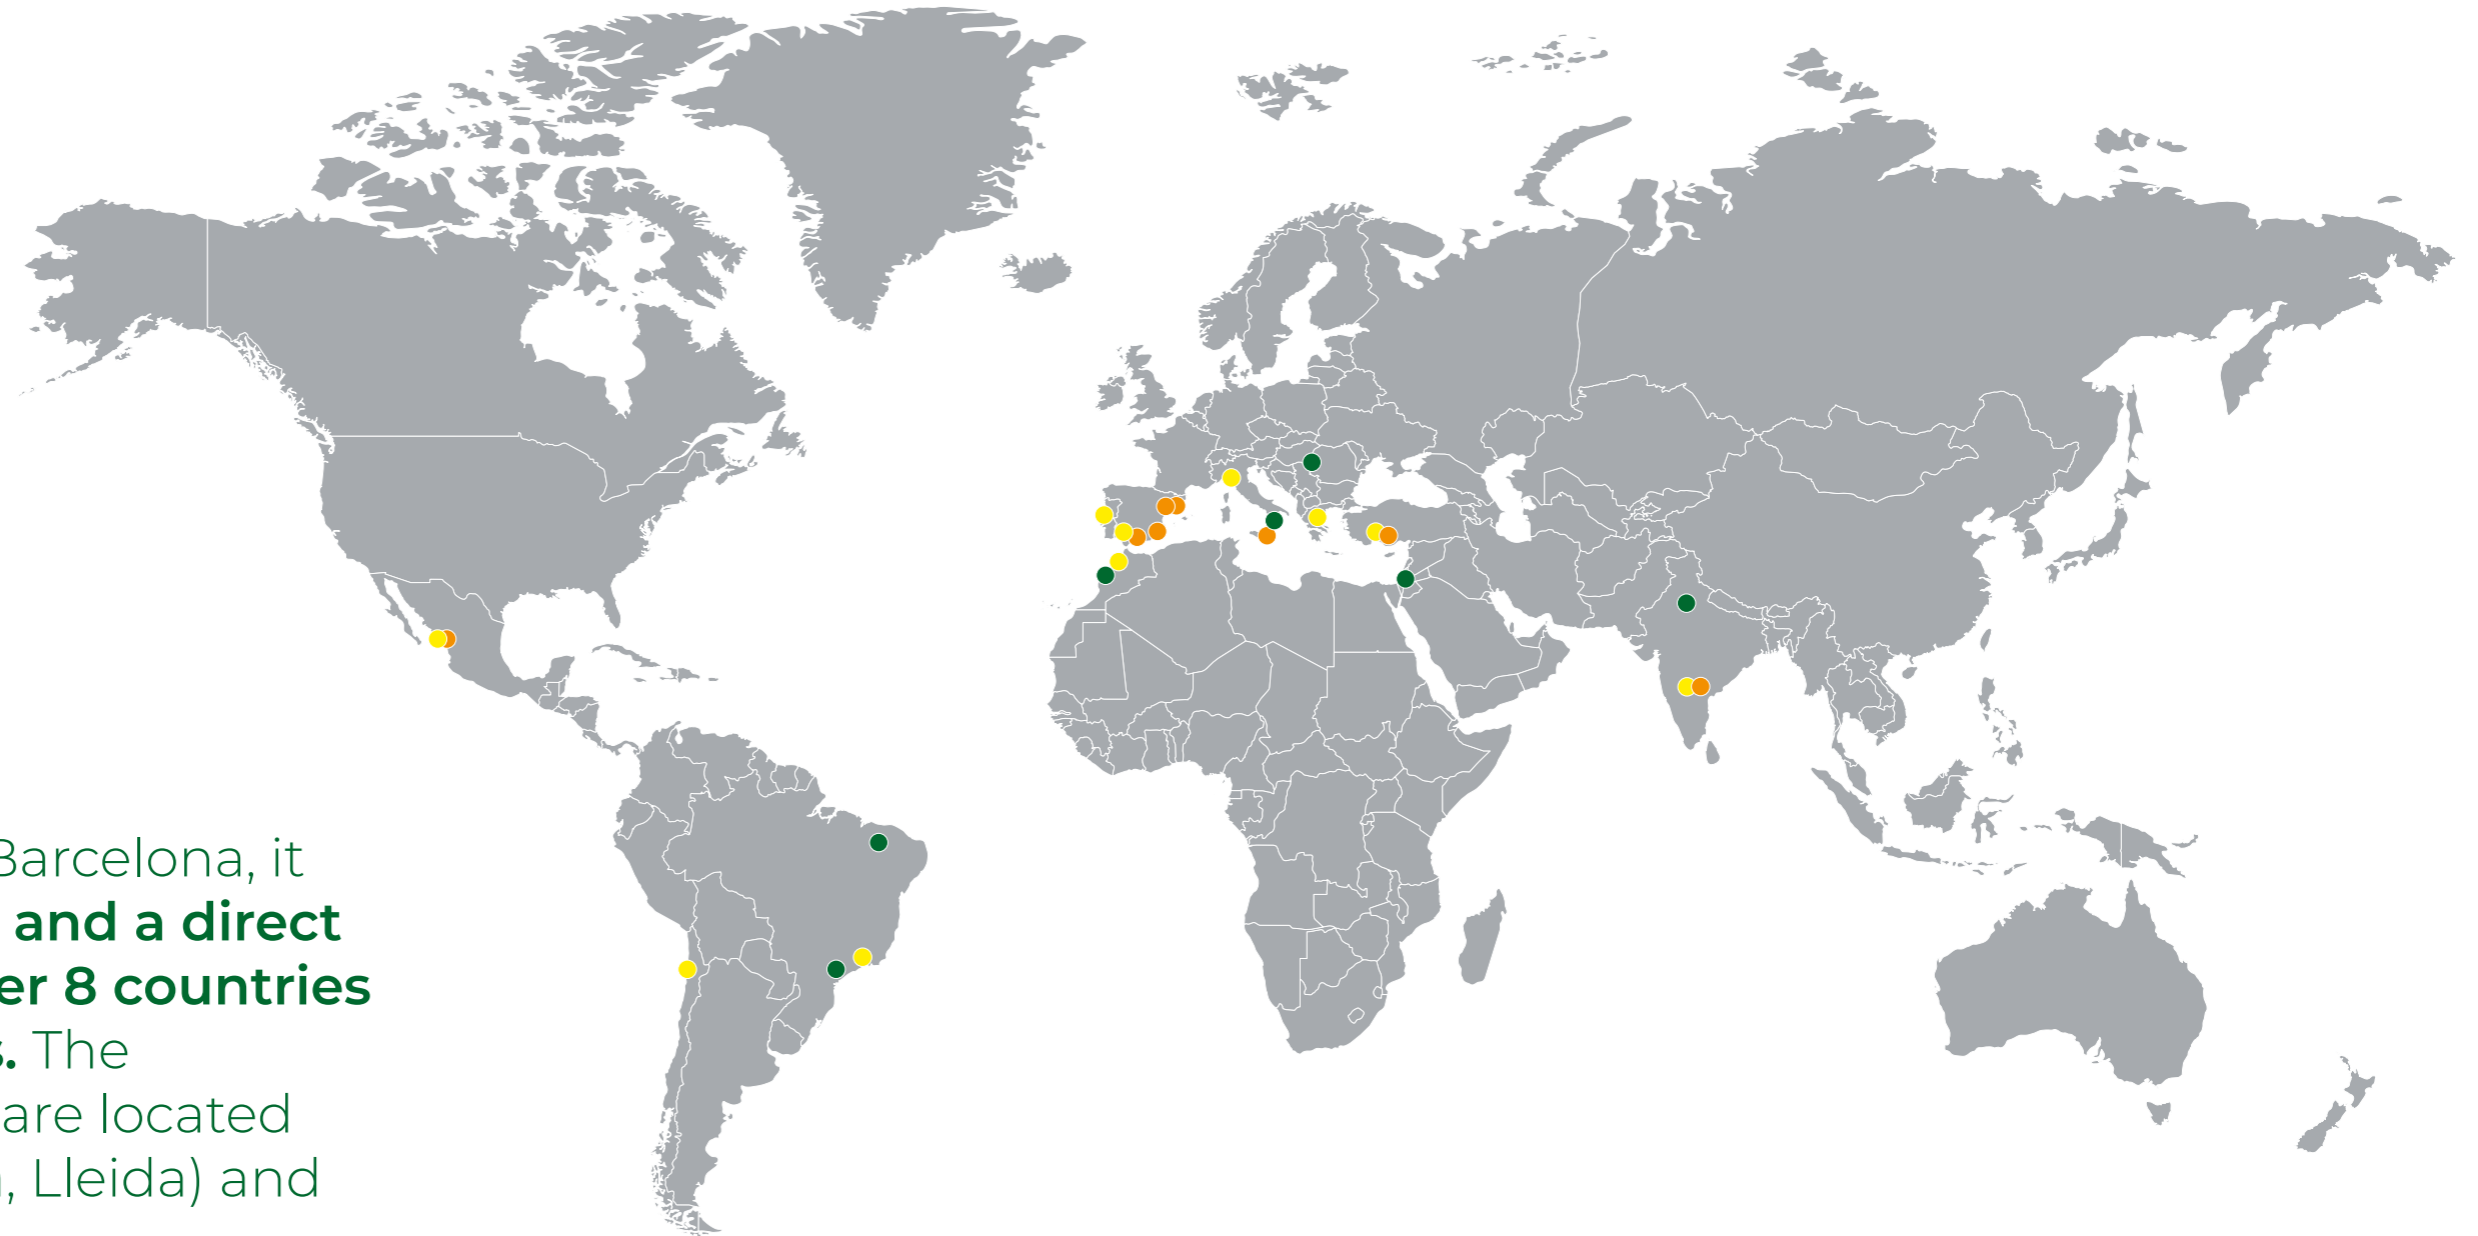 Barcelona, it
and a direct
er 8 countries
. The
are located
, Lleida) and